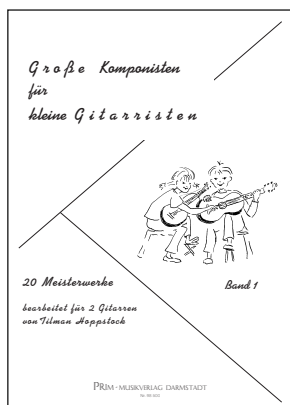 Große Komponisten
für
kleine Gitarristen
20 Meisterwerke
Band 1
bearbeitet für 2 Gitarren
von Tilman Hoppstock
PRIM - MUSIKVERLAG DARMSTADT